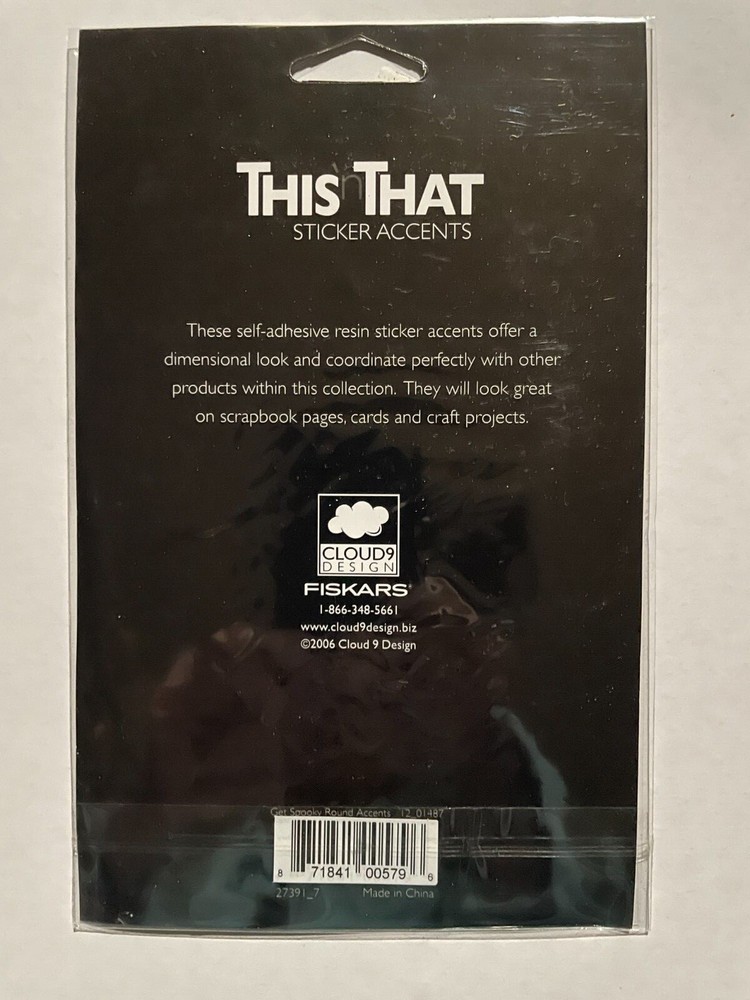 THIS n THAT
STICKER ACCENTS
These self-adhesive resin sticker accents offer a
dimensional look and coordinate perfectly with other
products within this collection. They will look great
on scrapbook pages, cards and craft projects.
CLOUD9
DESIGN
FISKARS®
1-866-348-5661
www.cloud9design.biz
©2006 Cloud 9 Design
Get Spooky Round Accents 12_01487
8 71841 00579 6
27391_7 Made in China